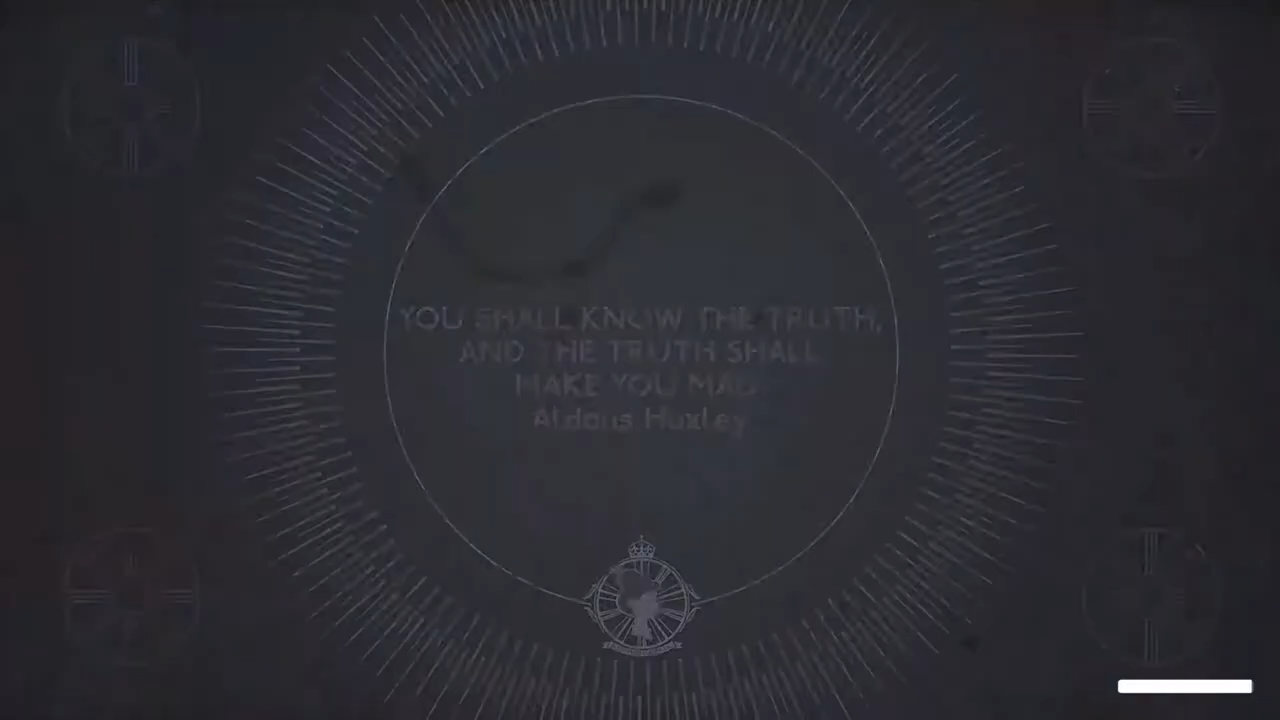 YOU SHALL KNOW THE TRUTH,
AND THE TRUTH SHALL
MAKE YOU MAD
Aldous Huxley